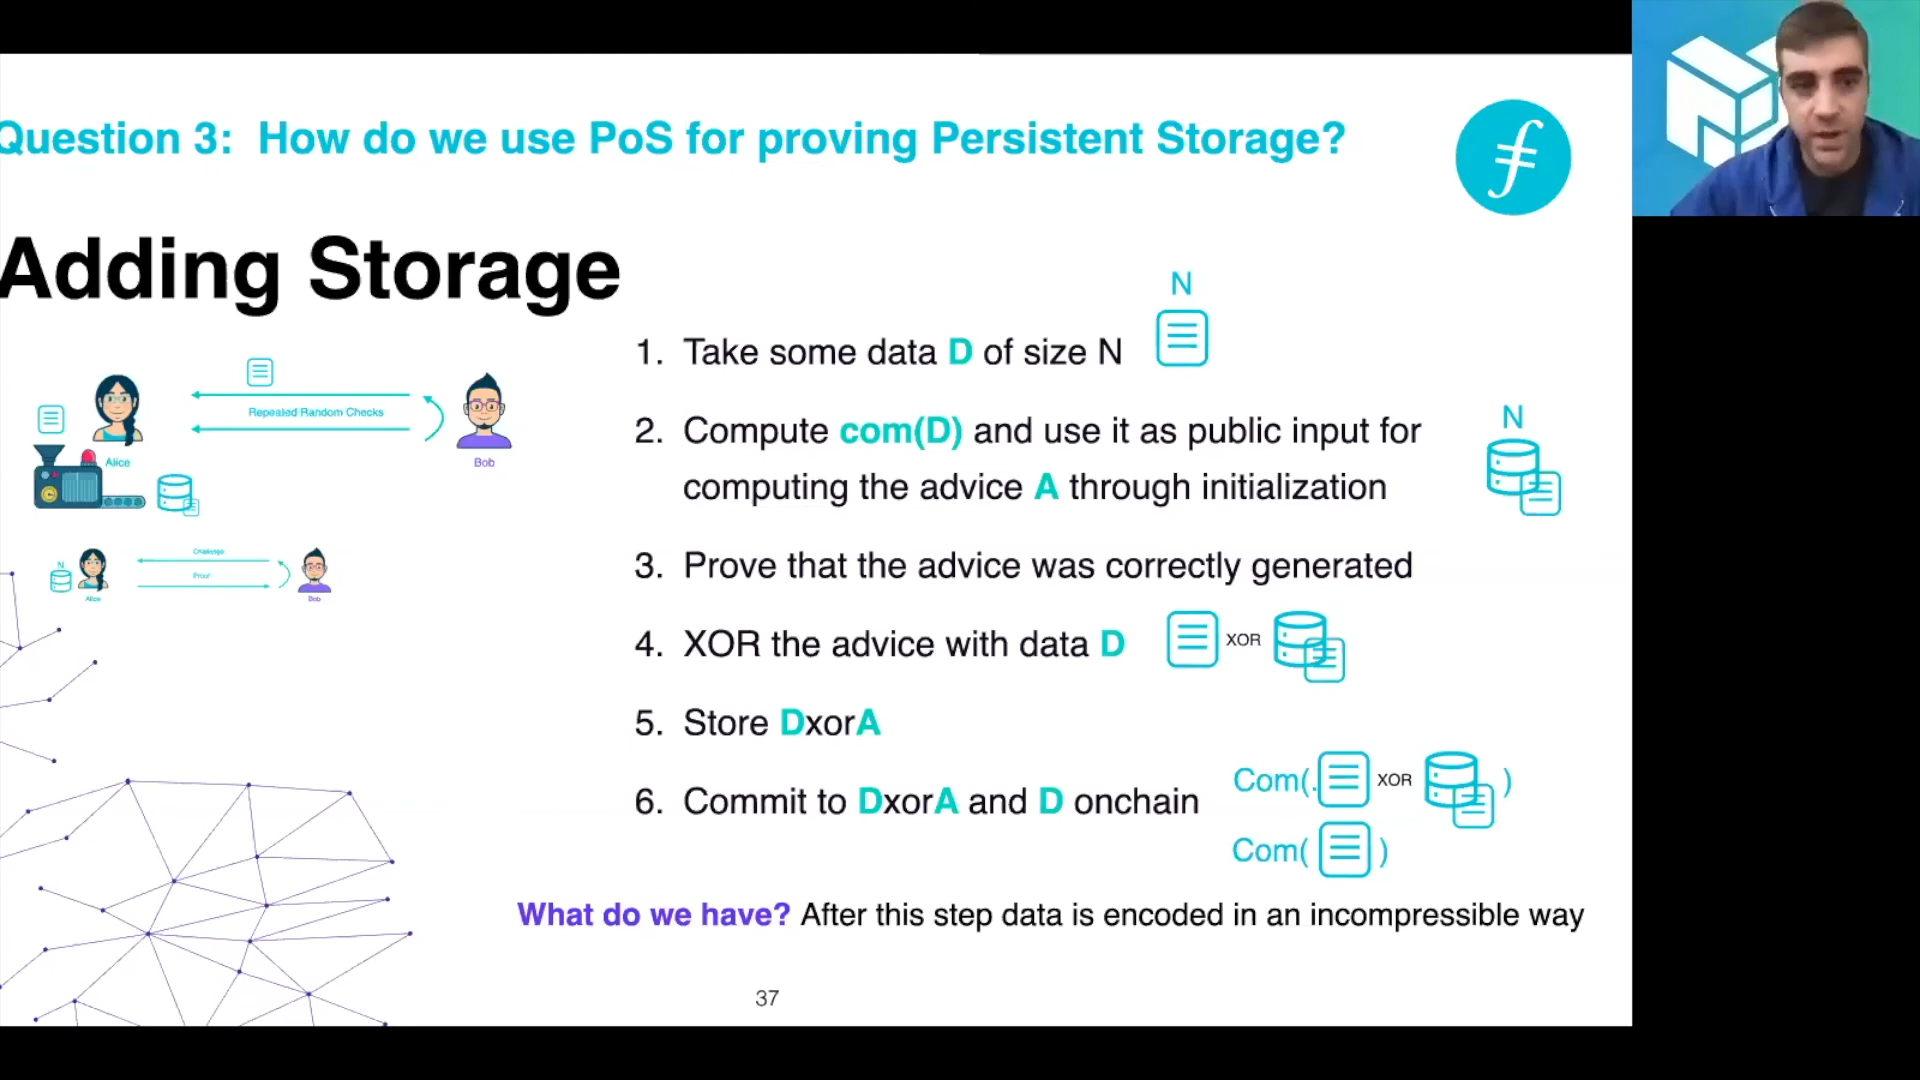 Question 3: How do we use PoS for proving Persistent Storage?
Adding Storage
N
1. Take some data D of size N
Repeated Random Checks
Alice
Bob
N
2. Compute com(D) and use it as public input for
computing the advice A through initialization
3. Prove that the advice was correctly generated
Challenge
N
Proof
Alice
Bob
4. XOR the advice with data D
XOR
5. Store DxorA
6. Commit to DxorA and D onchain
Com(. XOR )
Com( )
What do we have? After this step data is encoded in an incompressible way
37